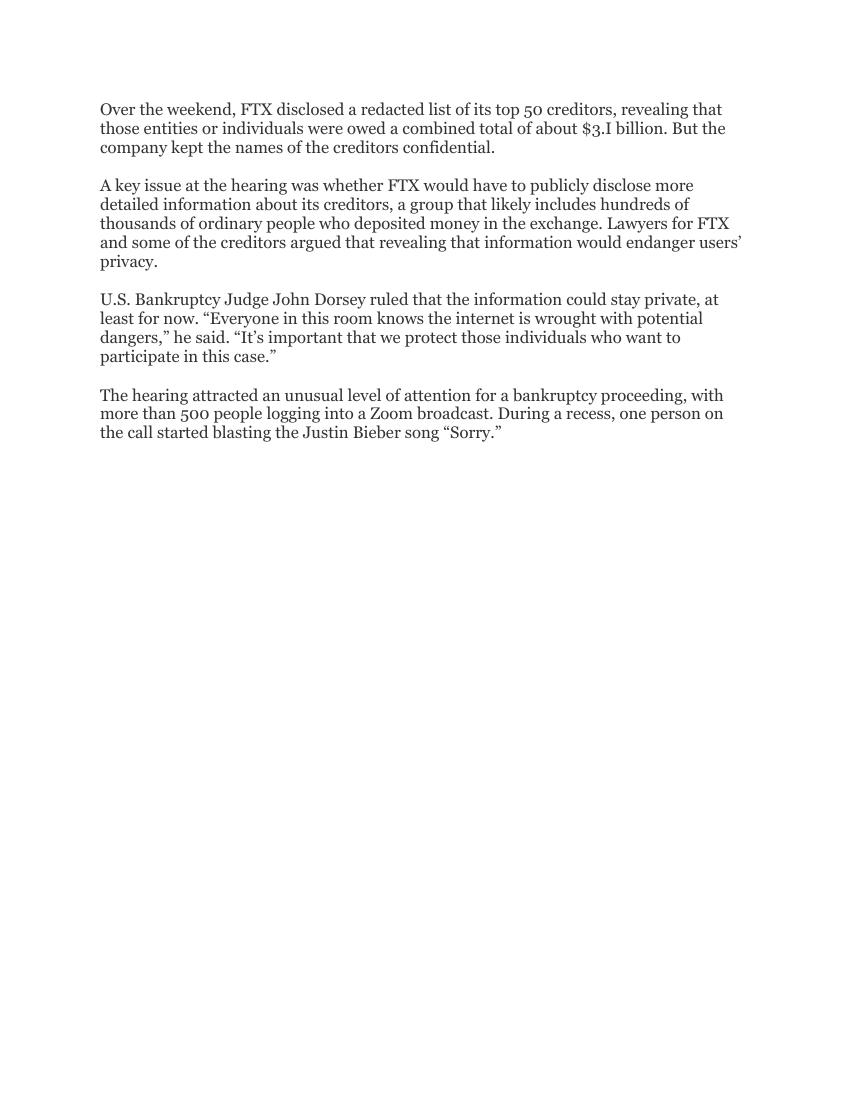 Over the weekend, FTX disclosed a redacted list of its top 50 creditors, revealing that
those entities or individuals were owed a combined total of about $3.I billion. But the
company kept the names of the creditors confidential.
A key issue at the hearing was whether FTX would have to publicly disclose more
detailed information about its creditors, a group that likely includes hundreds of
thousands of ordinary people who deposited money in the exchange. Lawyers for FTX
and some of the creditors argued that revealing that information would endanger users’
privacy.
U.S. Bankruptcy Judge John Dorsey ruled that the information could stay private, at
least for now. “Everyone in this room knows the internet is wrought with potential
dangers,” he said. “It’s important that we protect those individuals who want to
participate in this case.”
The hearing attracted an unusual level of attention for a bankruptcy proceeding, with
more than 500 people logging into a Zoom broadcast. During a recess, one person on
the call started blasting the Justin Bieber song “Sorry.”